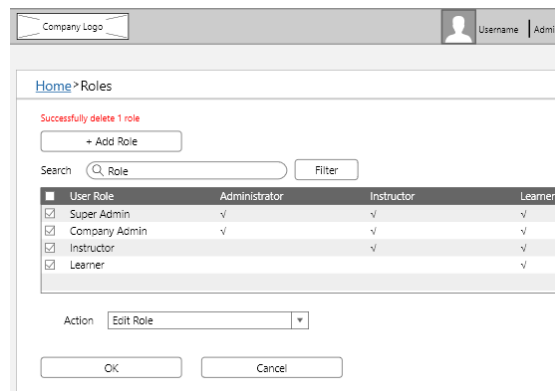 Company Logo
Username Admi
Home>Roles
Successfully delete 1 role
+ Add Role
Search Role Filter
User Role Administrator Instructor Learner
Super Admin √ √ √
Company Admin √ √ √
Instructor √ √
Learner √
Action Edit Role
OK Cancel